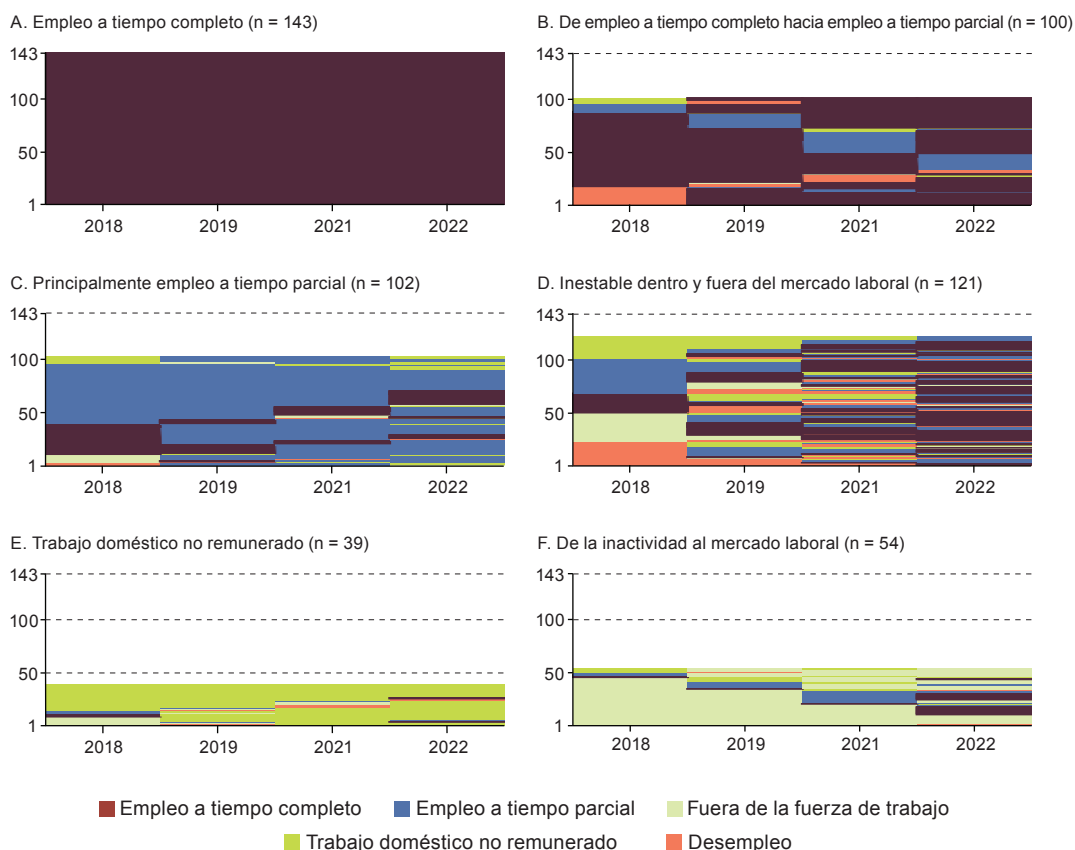 A. Empleo a tiempo completo (n = 143)
B. De empleo a tiempo completo hacia empleo a tiempo parcial (n = 100)
143
100
50
1
2018 2019 2021 2022
143
100
50
1
2018 2019 2021 2022
C. Principalmente empleo a tiempo parcial (n = 102)
D. Inestable dentro y fuera del mercado laboral (n = 121)
143
100
50
1
2018 2019 2021 2022
143
100
50
1
2018 2019 2021 2022
E. Trabajo doméstico no remunerado (n = 39)
F. De la inactividad al mercado laboral (n = 54)
143
100
50
1
2018 2019 2021 2022
143
100
50
1
2018 2019 2021 2022
Empleo a tiempo completo Empleo a tiempo parcial Fuera de la fuerza de trabajo
Trabajo doméstico no remunerado Desempleo